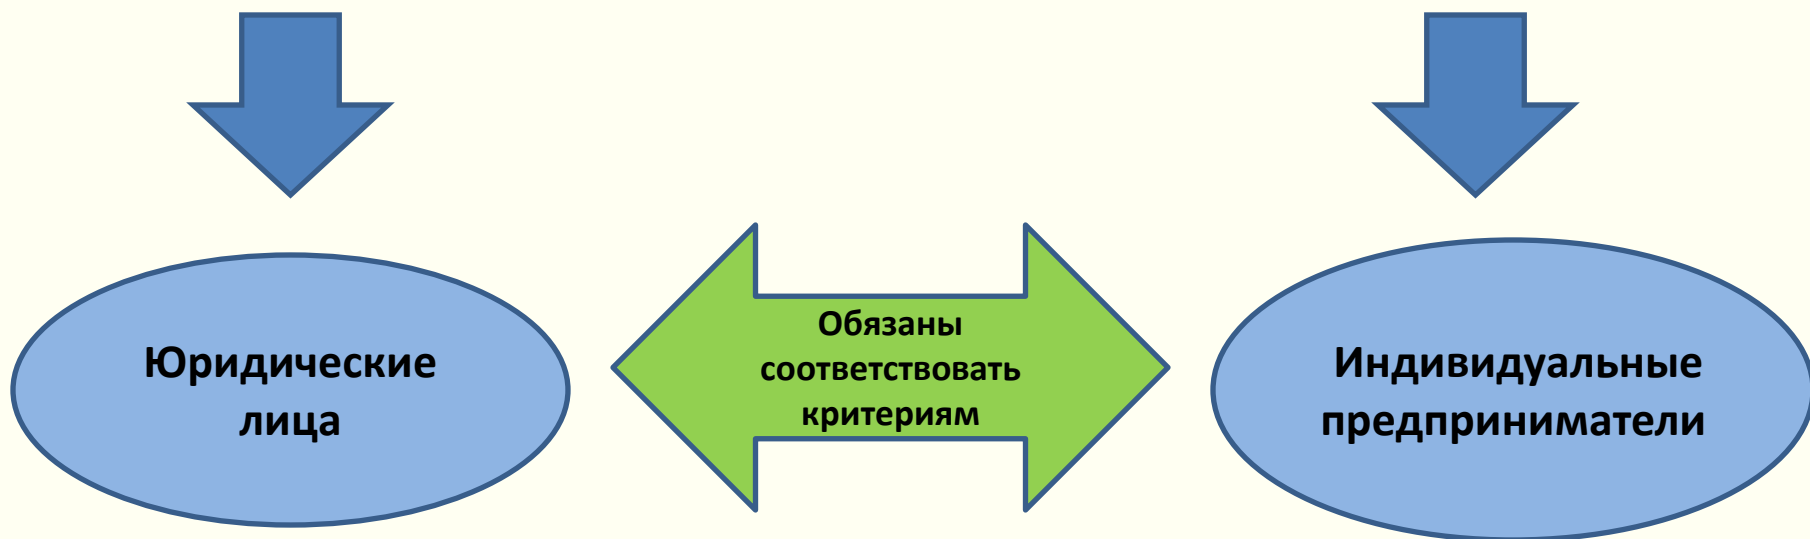 Юридические
лица
Обязаны
соответствовать
критериям
Индивидуальные
предприниматели